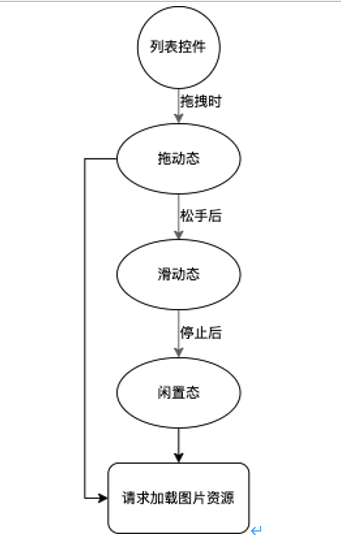 列表控件
拖拽时
拖动态
松手后
滑动态
停止后
闲置态
请求加载图片资源